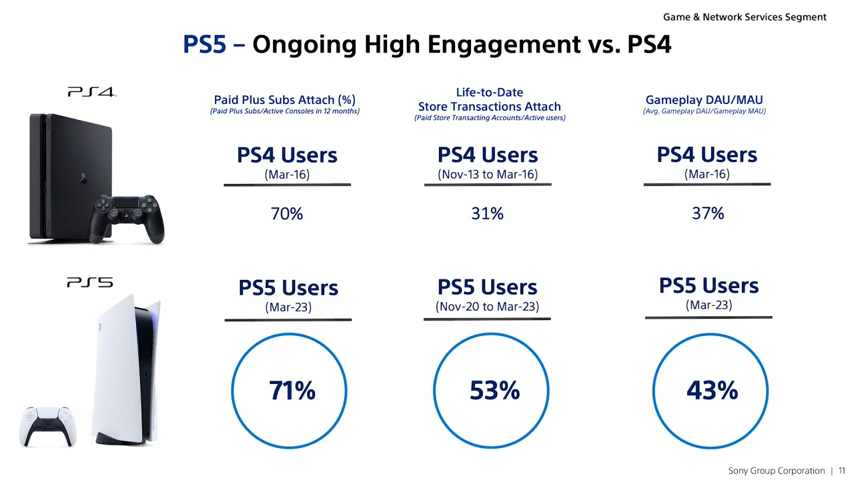 Game & Network Services Segment
PS5 – Ongoing High Engagement vs. PS4
PS4
Paid Plus Subs Attach (%)
(Paid Plus Subs/Active Consoles in 12 months)
Life-to-Date
Store Transactions Attach
(Paid Store Transacting Accounts/Active users)
Gameplay DAU/MAU
(Avg. Gameplay DAU/Gameplay MAU)
PS4 Users
(Mar-16)
70%
PS4 Users
(Nov-13 to Mar-16)
31%
PS4 Users
(Mar-16)
37%
PS5
PS5 Users
(Mar-23)
71%
PS5 Users
(Nov-20 to Mar-23)
53%
PS5 Users
(Mar-23)
43%
Sony Group Corporation | 11